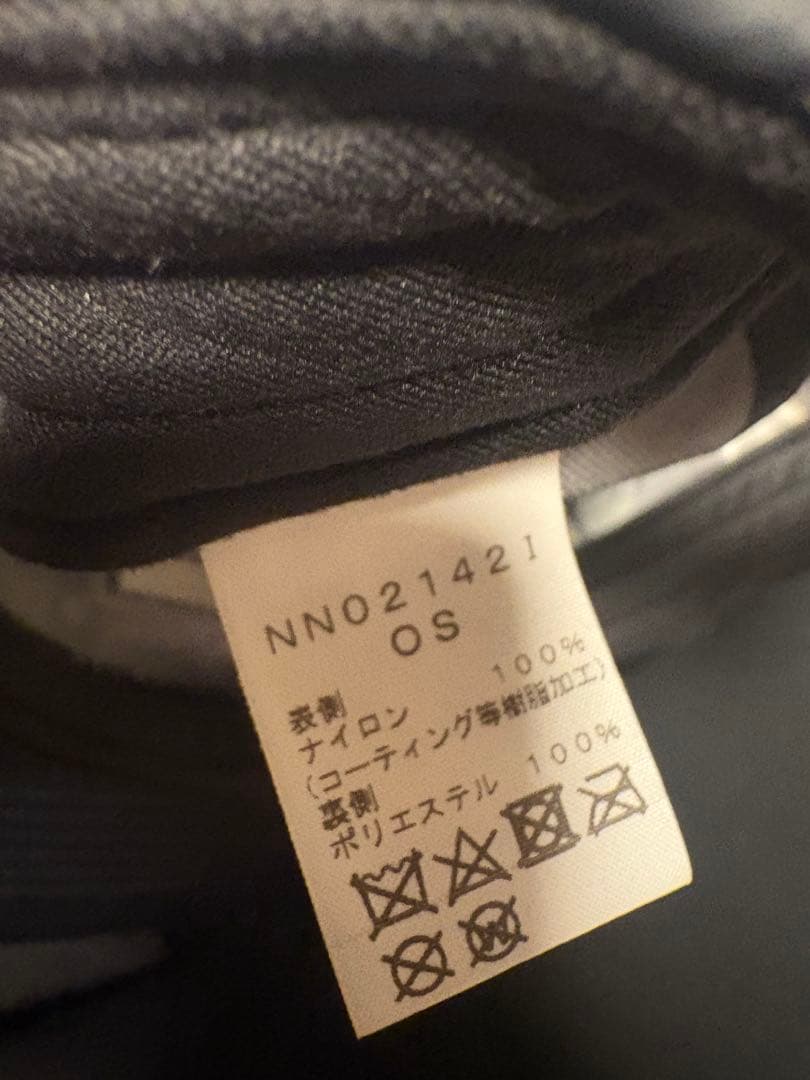 NN02142I
OS
表側
ナイロン 100%
(コーティング等樹脂加工)
裏側
ポリエステル 100%